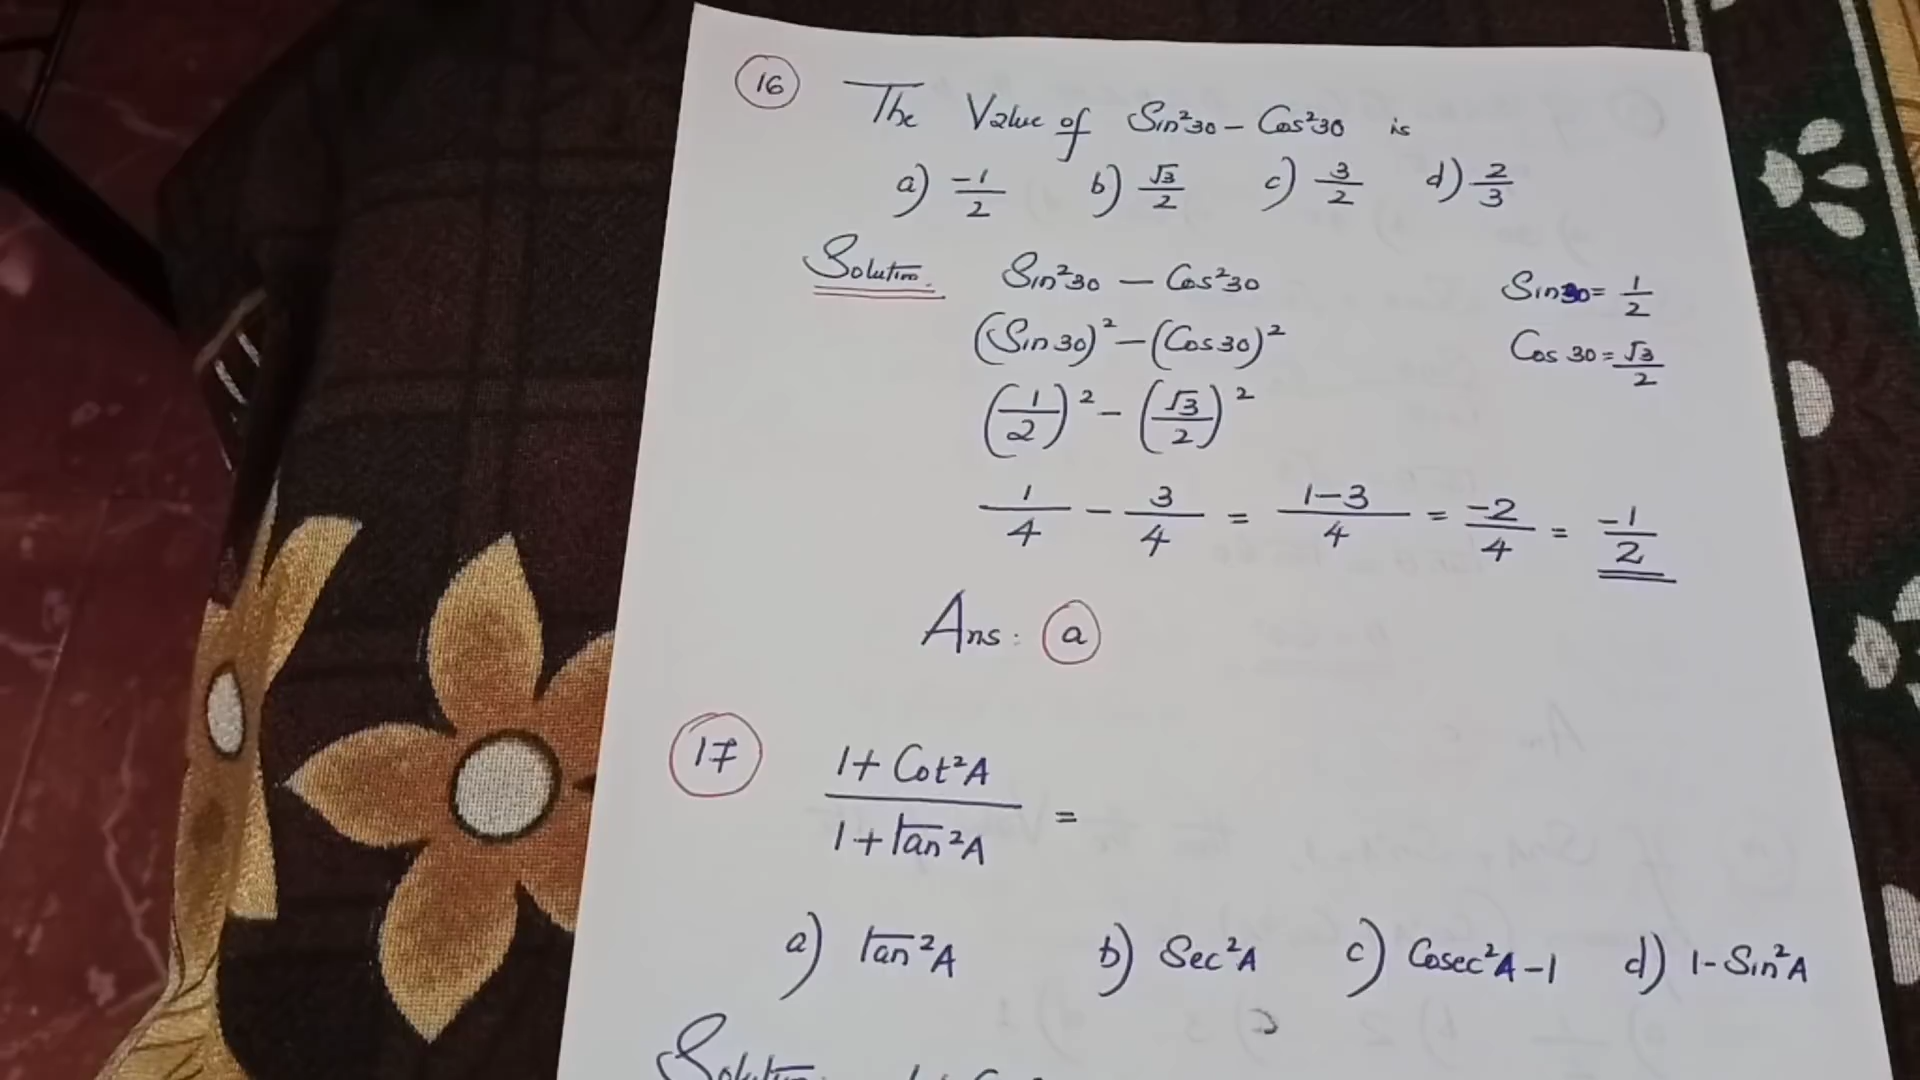 16 The Value of Sin²30 - Cos²30 is
a) -1/2 b) √3/2 c) 3/2 d) 2/3
Solution. Sin²30 - Cos²30 Sin30 = 1/2
(Sin 30)² - (Cos 30)² Cos 30 = √3/2
(1/2)² - (√3/2)²
1/4 - 3/4 = 1-3/4 = -2/4 = -1/2
Ans: a
17 1 + Cot²A / 1 + Tan²A =
a) Tan²A b) Sec²A c) Cosec²A - 1 d) 1 - Sin²A
Solution